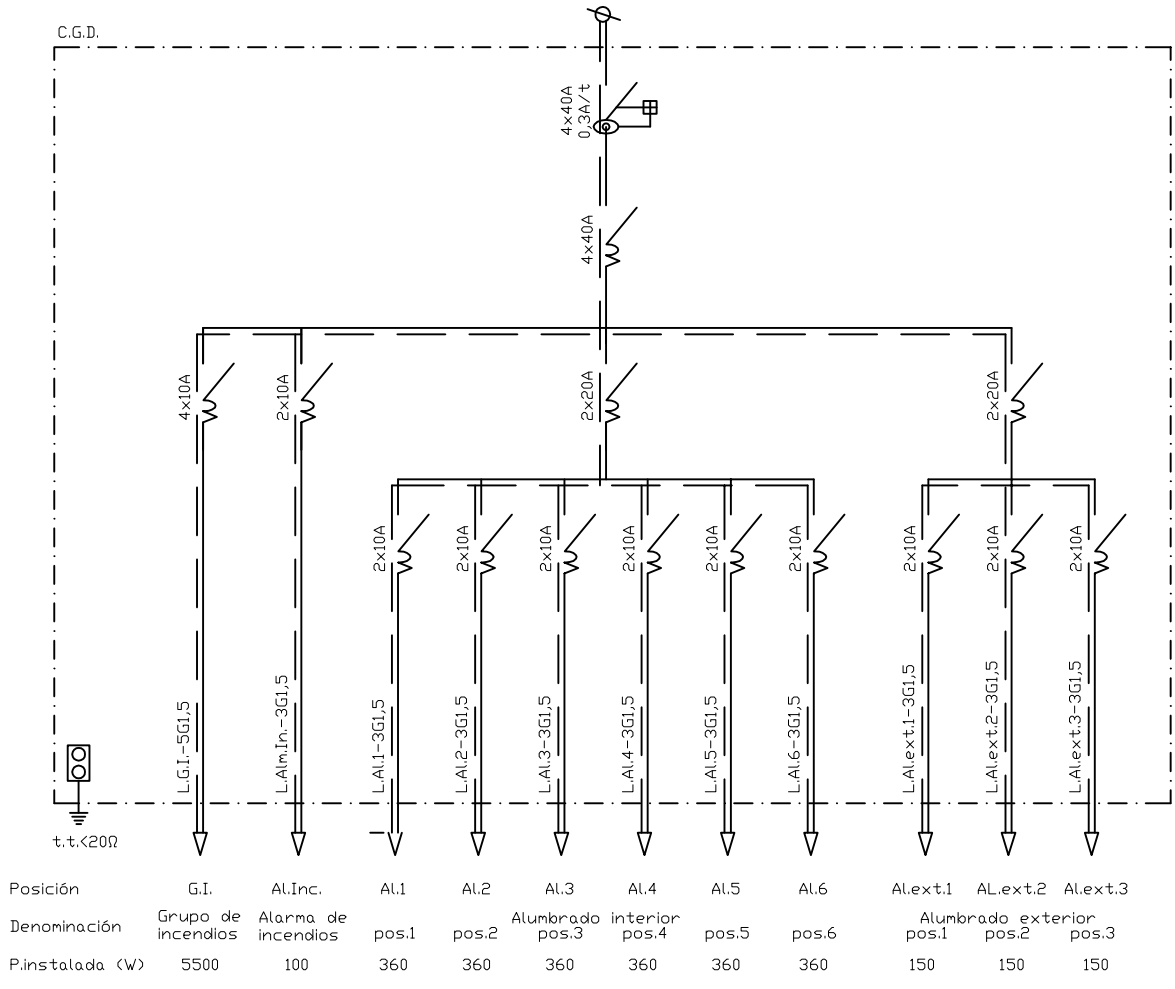 C.G.D.
4x40A
0,3A/t
4x40A
4x10A
2x10A
2x20A
2x20A
2x10A
2x10A
2x10A
2x10A
2x10A
2x10A
2x10A
2x10A
2x10A
L.G.I.-5G1,5
L.Alm.In.-3G1,5
L.Al.1-3G1,5
L.Al.2-3G1,5
L.Al.3-3G1,5
L.Al.4-3G1,5
L.Al.5-3G1,5
L.Al.6-3G1,5
L.Al.ext.1-3G1,5
L.Al.ext.2-3G1,5
L.Al.ext.3-3G1,5
t.t.<20Ω
Posición G.I. Al.Inc. Al.1 Al.2 Al.3 Al.4 Al.5 Al.6 Al.ext.1 AL.ext.2 Al.ext.3
Denominación
Grupo de
incendios
Alarma de
incendios
Alumbrado interior
pos.1 pos.2 pos.3 pos.4 pos.5 pos.6
Alumbrado exterior
pos.1 pos.2 pos.3
P.instalada (W) 5500 100 360 360 360 360 360 360 150 150 150